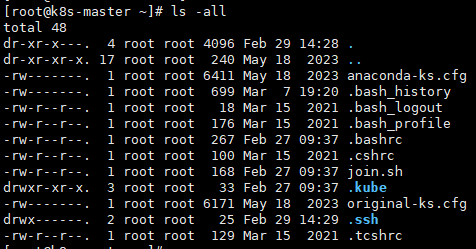 [root@k8s-master ~]# ls -all
total 48
dr-xr-x---.  4 root root 4096 Feb 29 14:28 .
dr-xr-xr-x. 17 root root  240 May 18  2023 ..
-rw-------.  1 root root 6411 May 18  2023 anaconda-ks.cfg
-rw-------.  1 root root  699 Mar  7 19:20 .bash_history
-rw-r--r--.  1 root root   18 Mar 15  2021 .bash_logout
-rw-r--r--.  1 root root  176 Mar 15  2021 .bash_profile
-rw-r--r--.  1 root root  267 Feb 27 09:37 .bashrc
-rw-r--r--.  1 root root  100 Mar 15  2021 .cshrc
-rw-r--r--.  1 root root  168 Feb 27 09:37 join.sh
drwxr-xr-x.  3 root root   33 Feb 27 09:37 .kube
-rw-------.  1 root root 6171 May 18  2023 original-ks.cfg
drwx------.  2 root root   25 Feb 29 14:29 .ssh
-rw-r--r--.  1 root root  129 Mar 15  2021 .tcshrc